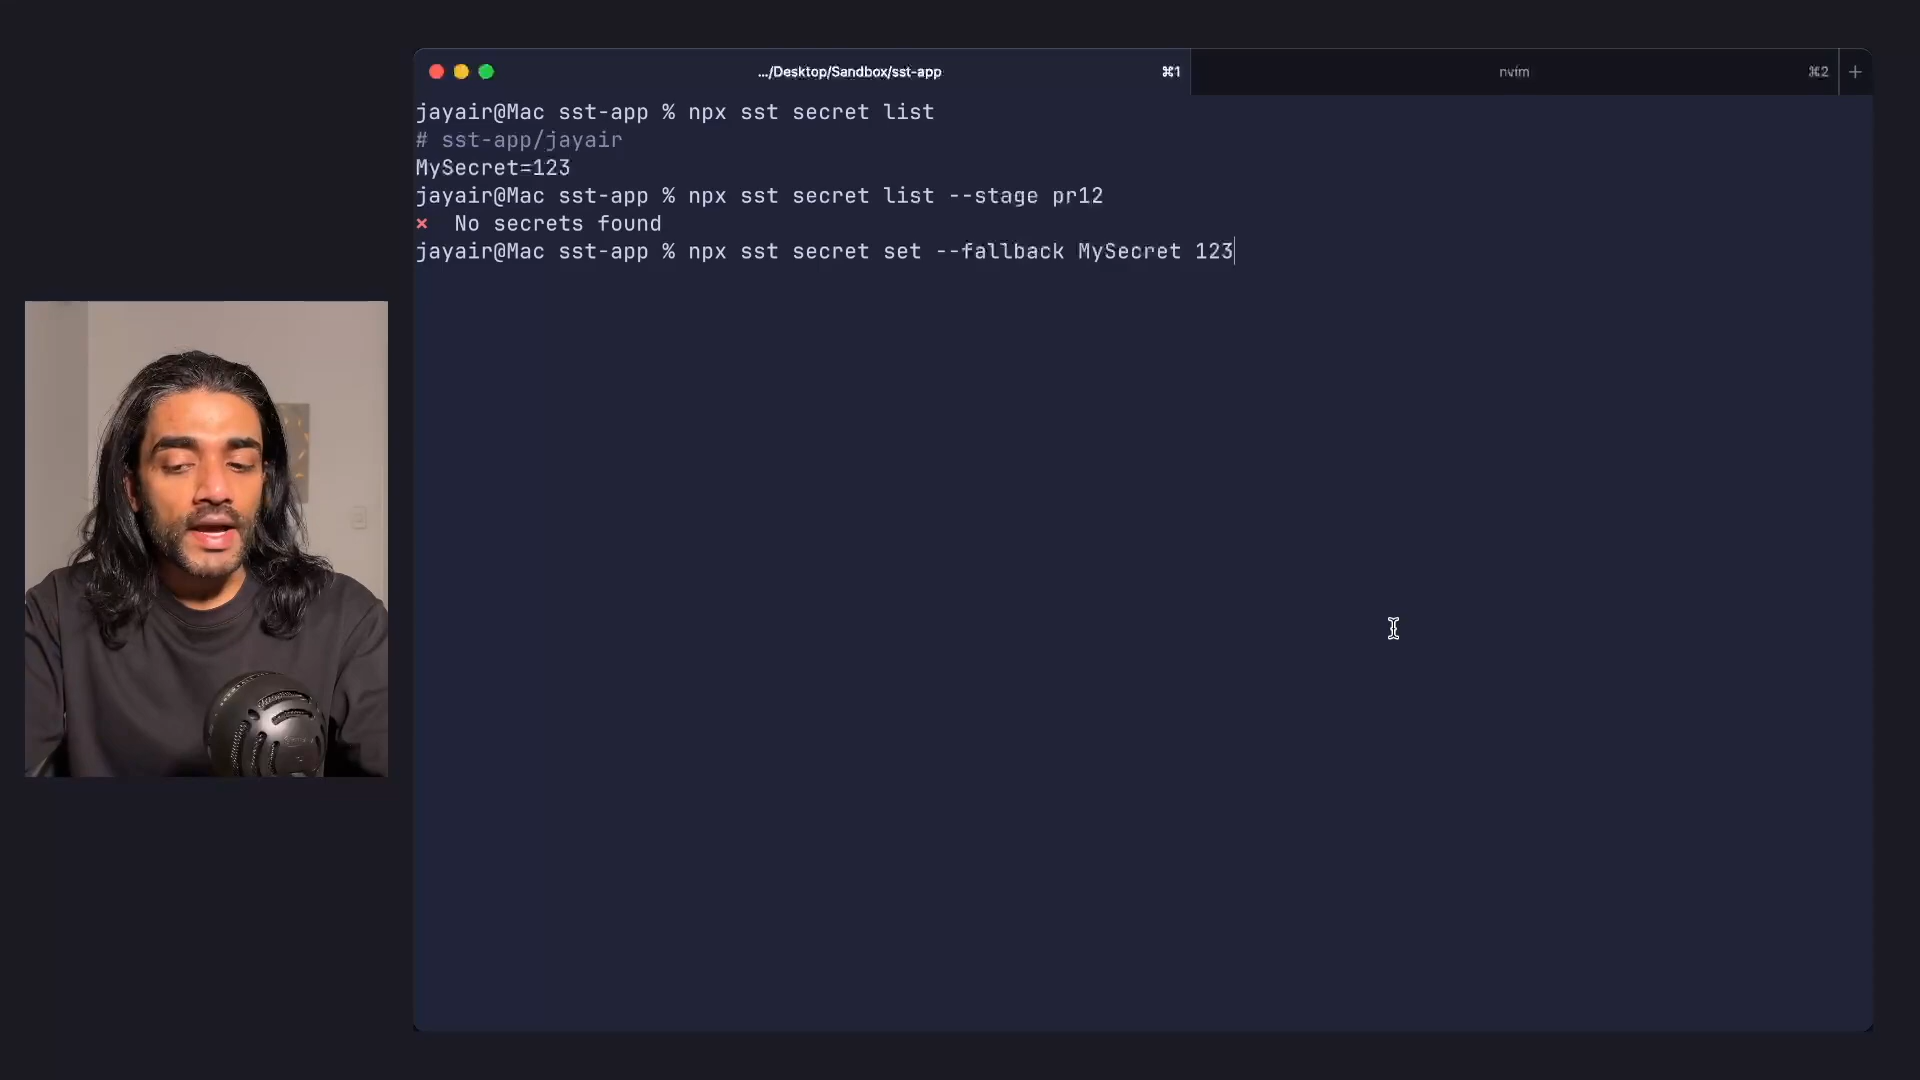 .../Desktop/Sandbox/sst-app ⌘1 nvim ⌘2 +
jayair@Mac sst-app % npx sst secret list
# sst-app/jayair
MySecret=123
jayair@Mac sst-app % npx sst secret list --stage pr12
× No secrets found
jayair@Mac sst-app % npx sst secret set --fallback MySecret 123